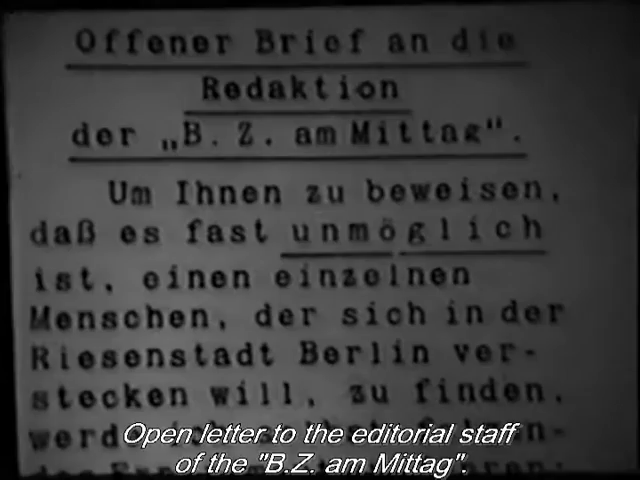 Offener Brief an die
Redaktion
der „B. Z. am Mittag“.
Um Ihnen zu beweisen,
daß es fast unmöglich
ist, einen einzelnen
Menschen, der sich in der
Riesenstadt Berlin ver-
stecken will, zu finden,
Open letter to the editorial staff
of the "B.Z. am Mittag".